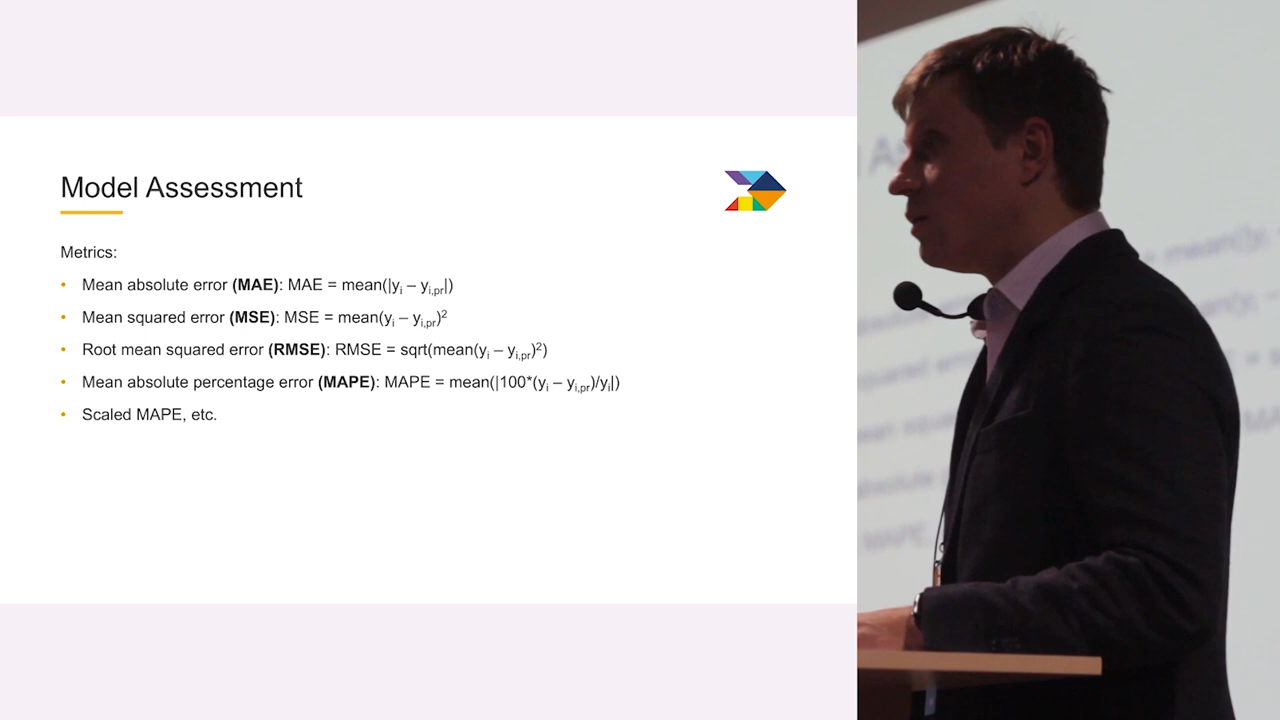 Model Assessment
Metrics:
• Mean absolute error (MAE): MAE = mean(|yi – yi,pr|)
• Mean squared error (MSE): MSE = mean(yi – yi,pr)2
• Root mean squared error (RMSE): RMSE = sqrt(mean(yi – yi,pr)2)
• Mean absolute percentage error (MAPE): MAPE = mean(|100*(yi – yi,pr)/yi|)
• Scaled MAPE, etc.